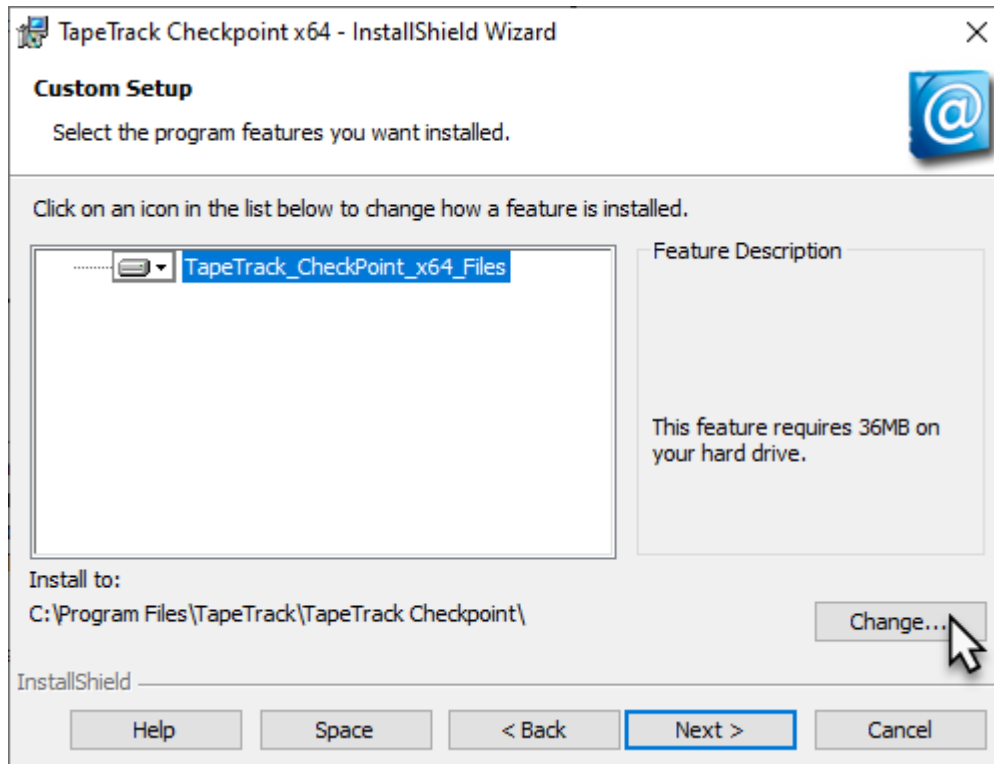 TapeTrack Checkpoint x64 - InstallShield Wizard
Custom Setup
Select the program features you want installed.
Click on an icon in the list below to change how a feature is installed.
TapeTrack_CheckPoint_x64_Files
Feature Description
This feature requires 36MB on
your hard drive.
Install to:
C:\Program Files\TapeTrack\TapeTrack Checkpoint\
Change...
InstallShield
Help
Space
< Back
Next >
Cancel